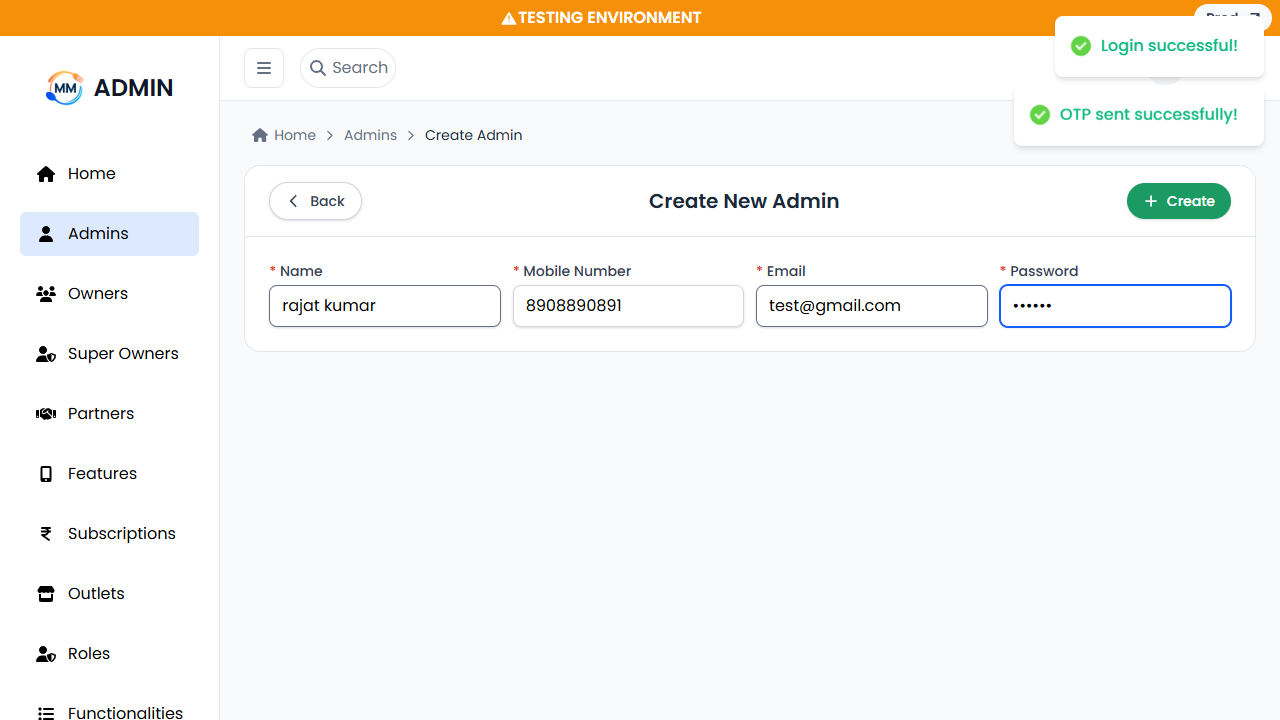 TESTING ENVIRONMENT
Login successful!
OTP sent successfully!
MM ADMIN
Search
Home
Admins
Owners
Super Owners
Partners
Features
Subscriptions
Outlets
Roles
Functionalities
Home > Admins > Create Admin
Back
Create New Admin
+ Create
* Name
* Mobile Number
* Email
* Password
rajat kumar
8908890891
test@gmail.com
••••••